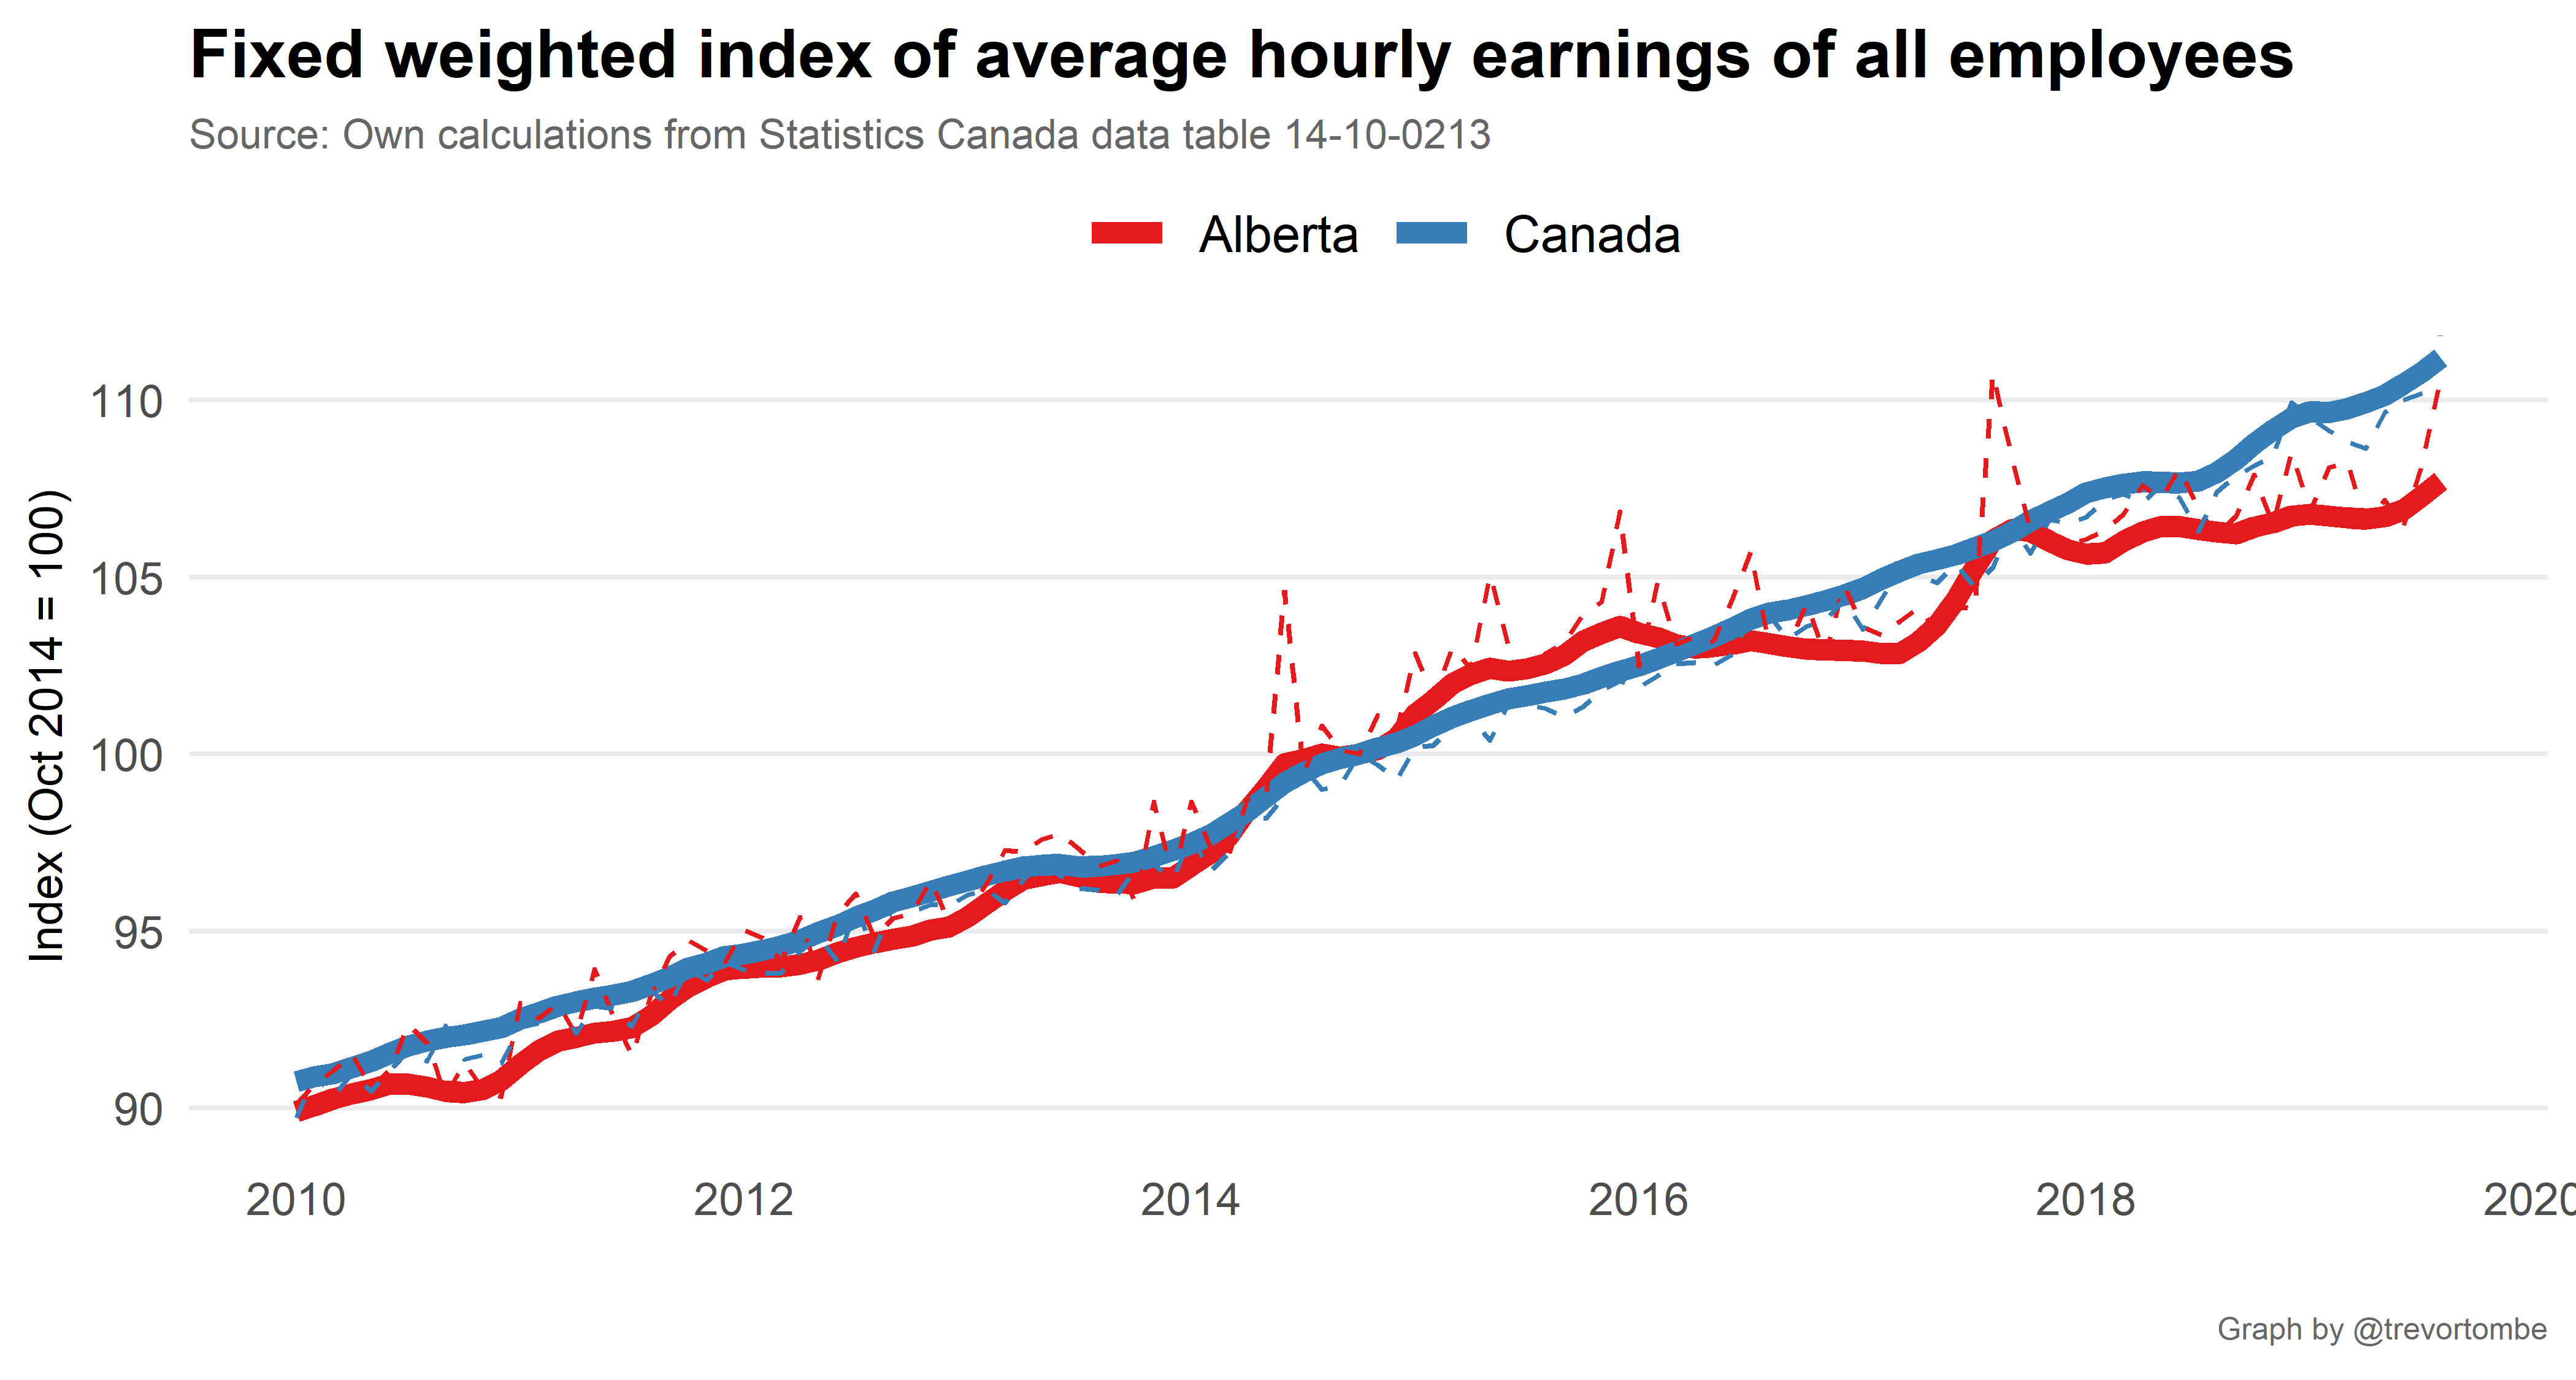 Fixed weighted index of average hourly earnings of all employees
Source: Own calculations from Statistics Canada data table 14-10-0213
Alberta Canada
Index (Oct 2014 = 100)
110
105
100
95
90
2010 2012 2014 2016 2018 2020
Graph by @trevortombe